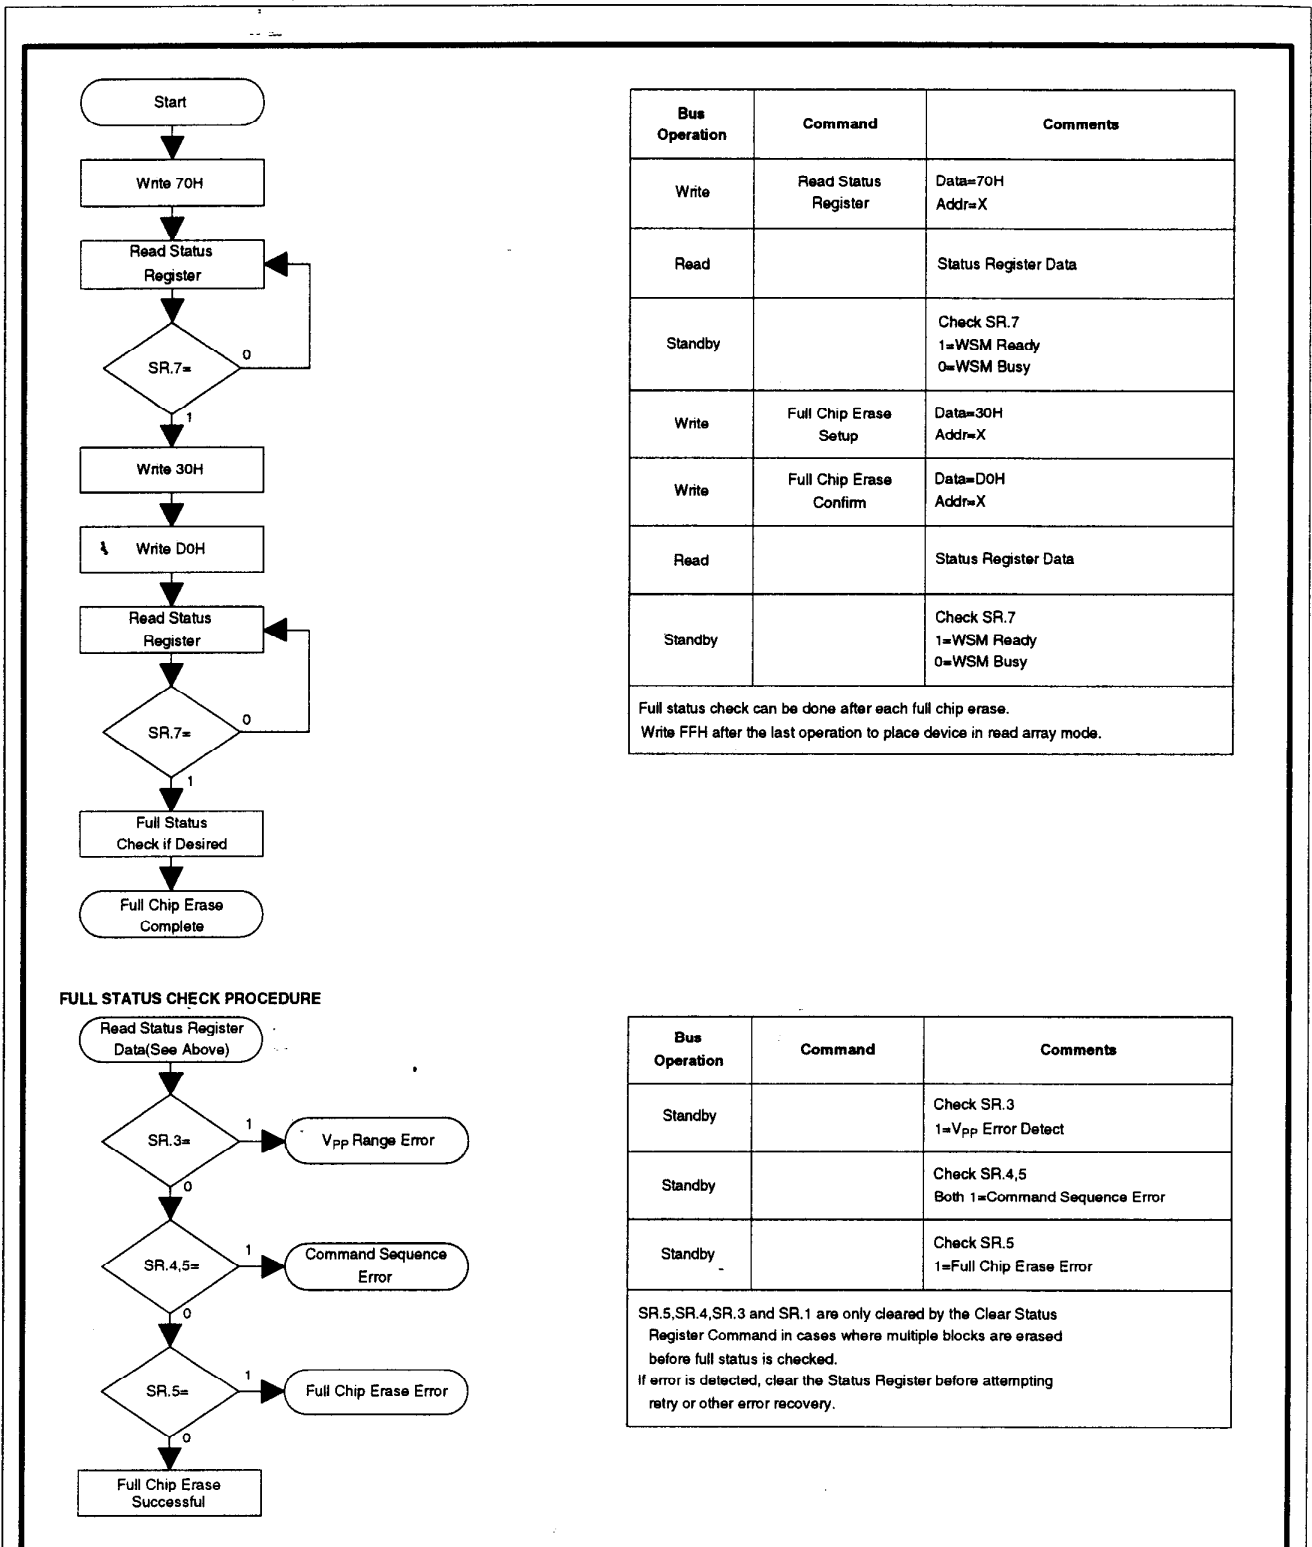 Start
Write 70H
Read Status
Register
SR.7=
0
1
Write 30H
Write D0H
Read Status
Register
SR.7=
0
1
Full Status
Check if Desired
Full Chip Erase
Complete
Bus
Operation
Command
Comments
Write
Read Status
Register
Data=70H
Addr=X
Read
Status Register Data
Standby
Check SR.7
1=WSM Ready
0=WSM Busy
Write
Full Chip Erase
Setup
Data=30H
Addr=X
Write
Full Chip Erase
Confirm
Data=D0H
Addr=X
Read
Status Register Data
Standby
Check SR.7
1=WSM Ready
0=WSM Busy
Full status check can be done after each full chip erase.
Write FFH after the last operation to place device in read array mode.
FULL STATUS CHECK PROCEDURE
Read Status Register
Data(See Above)
SR.3=
1
VPP Range Error
0
SR.4,5=
1
Command Sequence
Error
0
SR.5=
1
Full Chip Erase Error
0
Full Chip Erase
Successful
Bus
Operation
Command
Comments
Standby
Check SR.3
1=VPP Error Detect
Standby
Check SR.4,5
Both 1=Command Sequence Error
Standby
Check SR.5
1=Full Chip Erase Error
SR.5,SR.4,SR.3 and SR.1 are only cleared by the Clear Status
Register Command in cases where multiple blocks are erased
before full status is checked.
If error is detected, clear the Status Register before attempting
retry or other error recovery.